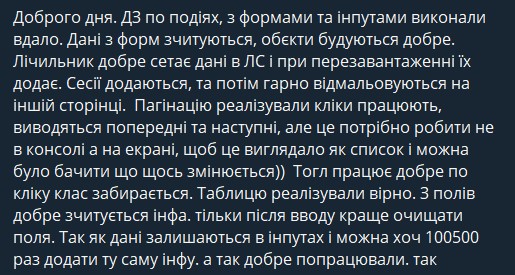 Доброго дня. ДЗ по подіях, з формами та інпутами виконали
вдало. Дані з форм зчитуються, обєкти будуються добре.
Лічильник добре сетає дані в ЛС і при перезавантаженні їх
додає. Сесії додаються, та потім гарно відмальовуються на
іншій сторінці.  Пагінацію реалізували кліки працюють,
виводяться попередні та наступні, але це потрібно робити не
в консолі а на екрані, щоб це виглядало як список і можна
було бачити що щось змінюється))  Тогл працює добре по
кліку клас забирається. Таблицю реалізували вірно. З полів
добре зчитується інфа. тільки після вводу краще очищати
поля. Так як дані залишаються в інпутах і можна хоч 100500
раз додати ту саму інфу. а так добре попрацювали. так